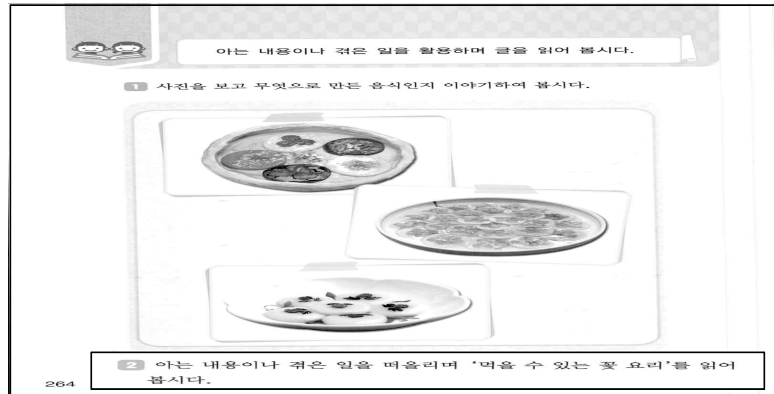 아는 내용이나 겪은 일을 활용하며 글을 읽어 봅시다.
1 사진을 보고 무엇으로 만든 음식인지 이야기하여 봅시다.
2 아는 내용이나 겪은 일을 떠올리며 ‘먹을 수 있는 꽃 요리’를 읽어
봅시다.
264